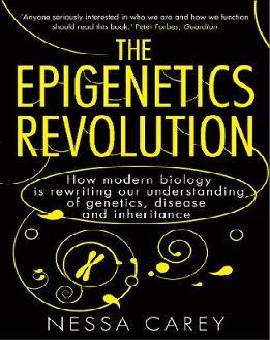 'Anyone seriously interested in who we are and how we function
should read this book.' Peter Forbes, Guardian
THE
EPIGENETICS
REVOLUTION
How modern biology
is rewriting our understanding
of genetics, disease
and inheritance
NESSA CAREY